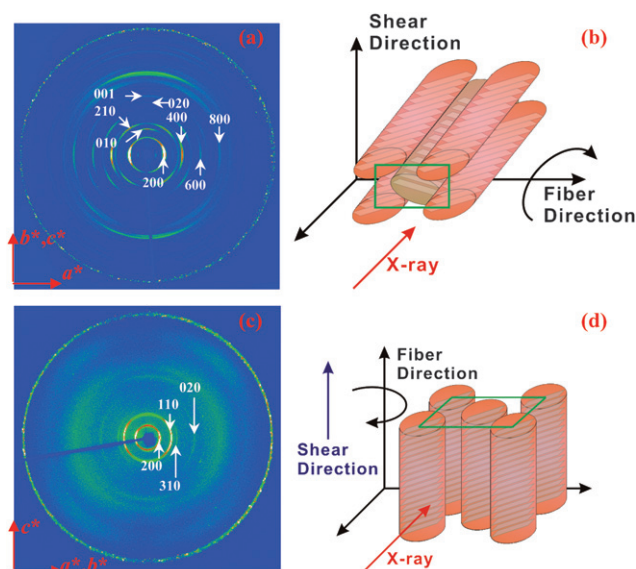 (a)
001
020
210
400
800
010
200
600
b*,c*
a*
(b)
Shear
Direction
Fiber
Direction
X-ray
(c)
020
110
200
310
c*
a*,b*
(d)
Fiber
Direction
Shear
Direction
X-ray